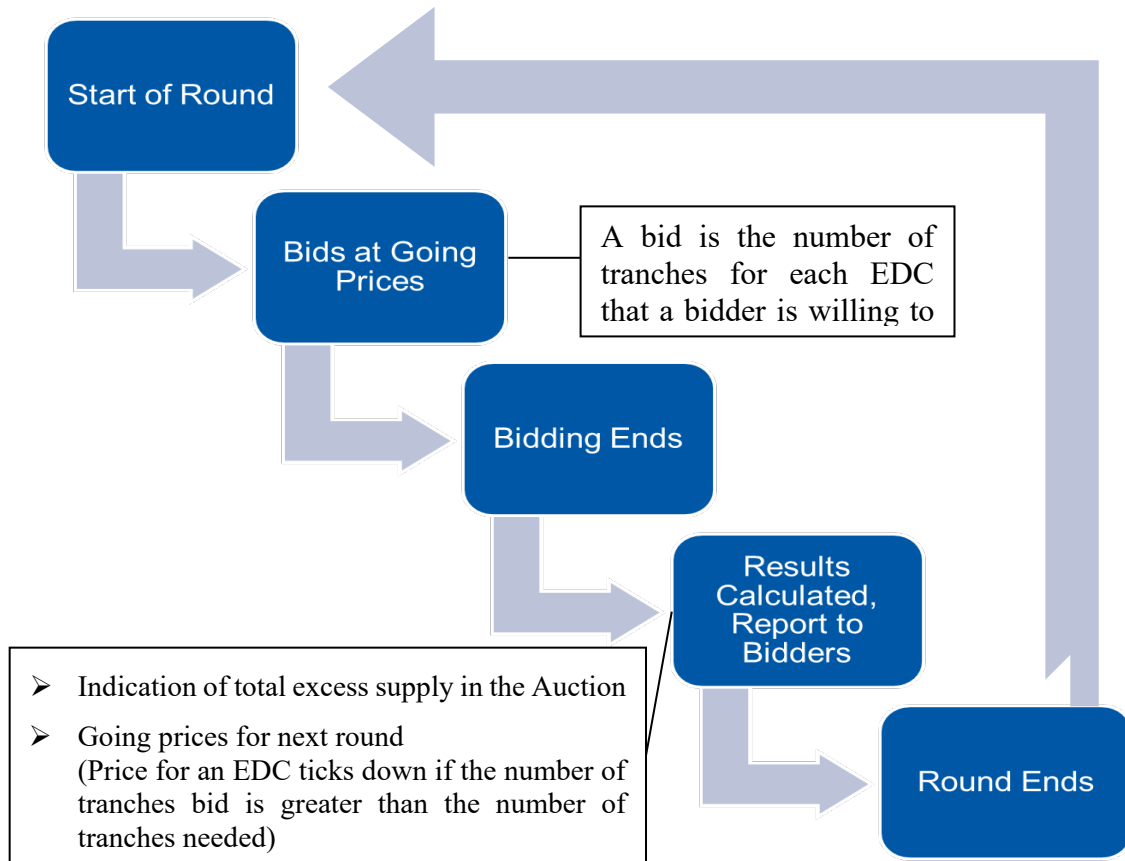 Start of Round
Bids at Going
Prices
A bid is the number of
tranches for each EDC
that a bidder is willing to
Bidding Ends
Results
Calculated,
Report to
Bidders
➢ Indication of total excess supply in the Auction
➢ Going prices for next round
(Price for an EDC ticks down if the number of
tranches bid is greater than the number of
tranches needed)
Round Ends